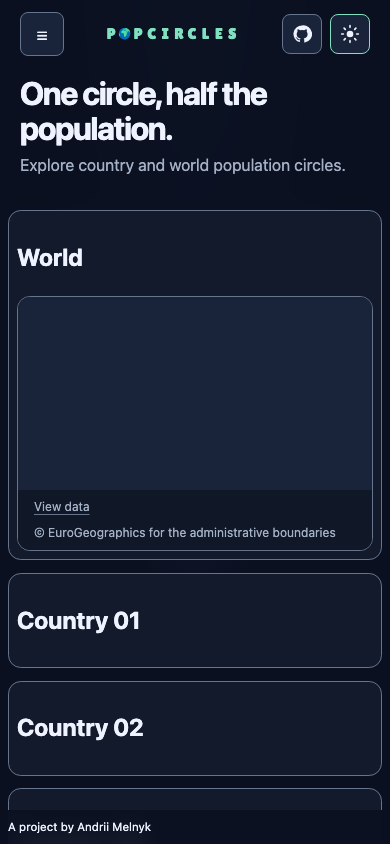 POPCIRCLES
One circle, half the
population.
Explore country and world population circles.
World
View data
© EuroGeographics for the administrative boundaries
Country 01
Country 02
A project by Andrii Melnyk